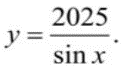 y = 2025 / sin x.